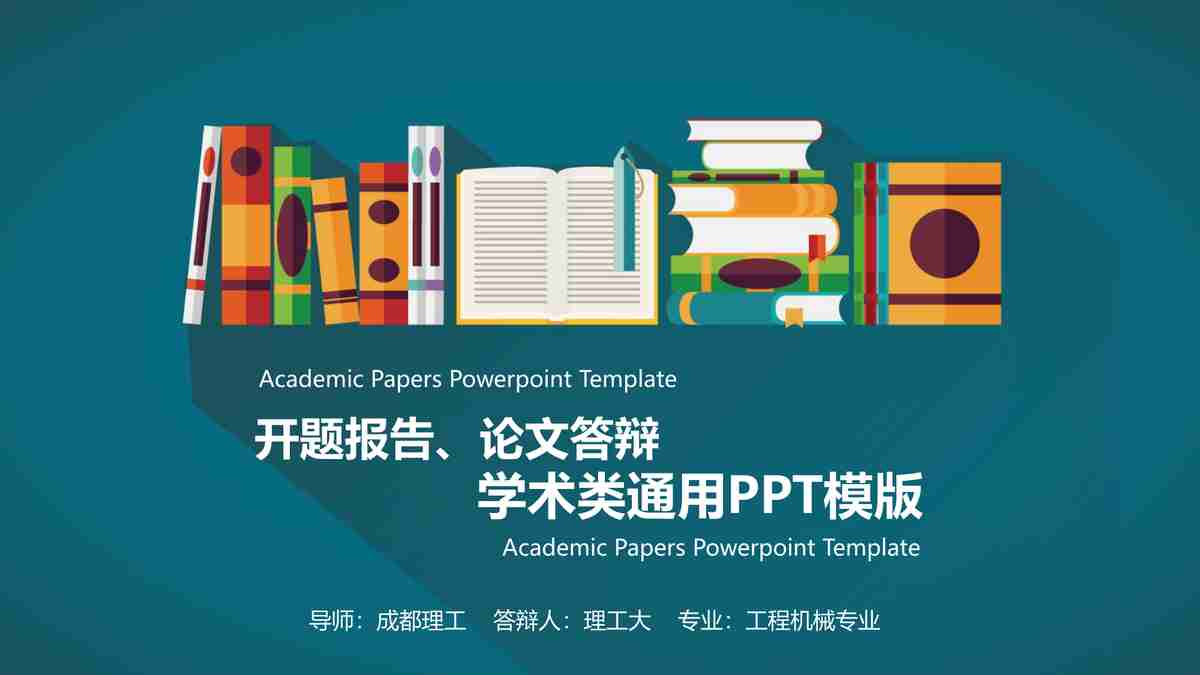 Academic Papers Powerpoint Template
开题报告、论文答辩
学术类通用PPT模版
Academic Papers Powerpoint Template
导师：成都理工 答辩人：理工大 专业：工程机械专业